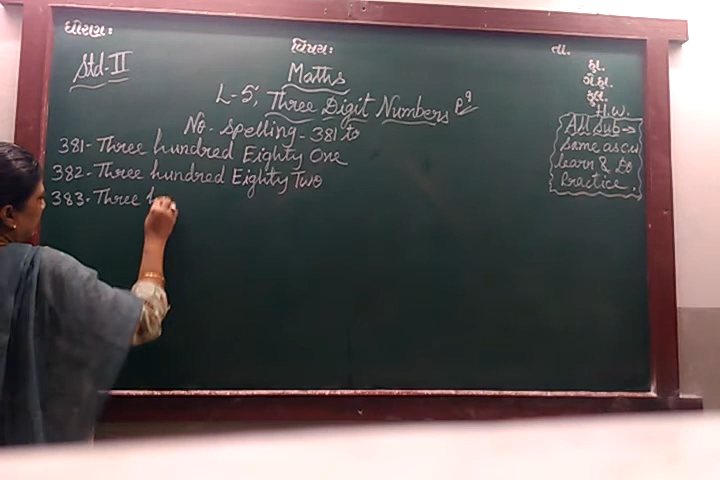 ધોરણઃ
વિષયઃ
તા.
Std-II
Maths
હા.
ગે.હા.
કુલ.
L-5, Three Digit Numbers P 9
H.W.
No. Spelling - 381 to
All Sub →
Same as cw
learn & Do
Practice.
381- Three hundred Eighty One
382- Three hundred Eighty Two
383- Three h